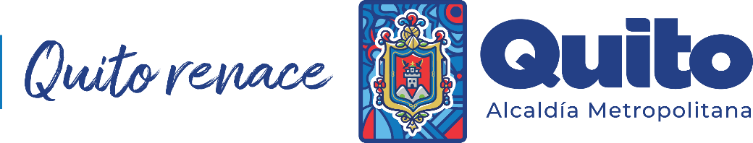 Quito renace
Quito
Alcaldía Metropolitana